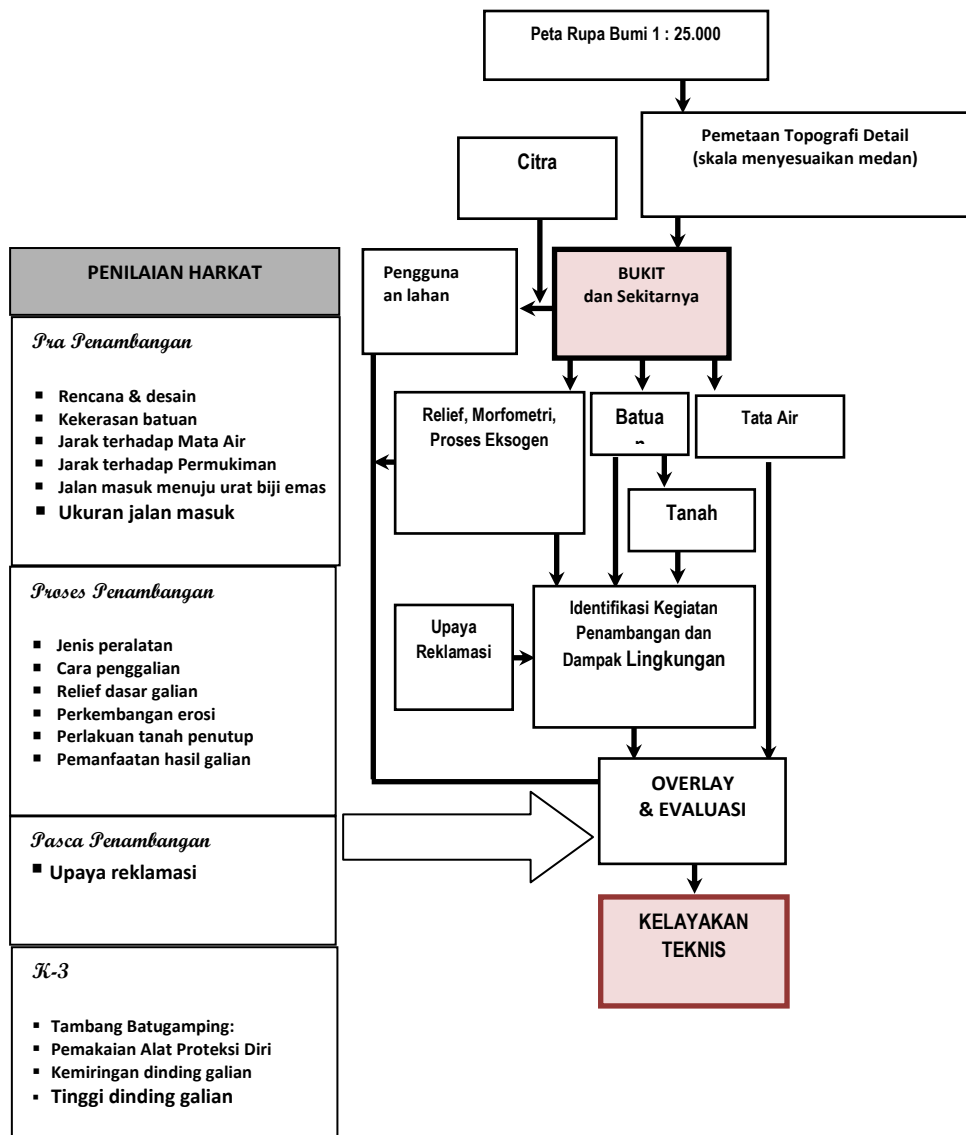 Peta Rupa Bumi 1 : 25.000
Pemetaan Topografi Detail
(skala menyesuaikan medan)
Citra
Pengguna
an lahan
BUKIT
dan Sekitarnya
Relief, Morfometri,
Proses Eksogen
Batua
Tata Air
Tanah
Upaya
Reklamasi
Identifikasi Kegiatan
Penambangan dan
Dampak Lingkungan
OVERLAY
& EVALUASI
KELAYAKAN
TEKNIS
PENILAIAN HARKAT
Pra Penambangan
▪ Rencana & desain
▪ Kekerasan batuan
▪ Jarak terhadap Mata Air
▪ Jarak terhadap Permukiman
▪ Jalan masuk menuju urat biji emas
▪ Ukuran jalan masuk
Proses Penambangan
▪ Jenis peralatan
▪ Cara penggalian
▪ Relief dasar galian
▪ Perkembangan erosi
▪ Perlakuan tanah penutup
▪ Pemanfaatan hasil galian
Pasca Penambangan
▪ Upaya reklamasi
K-3
▪ Tambang Batugamping:
▪ Pemakaian Alat Proteksi Diri
▪ Kemiringan dinding galian
▪ Tinggi dinding galian